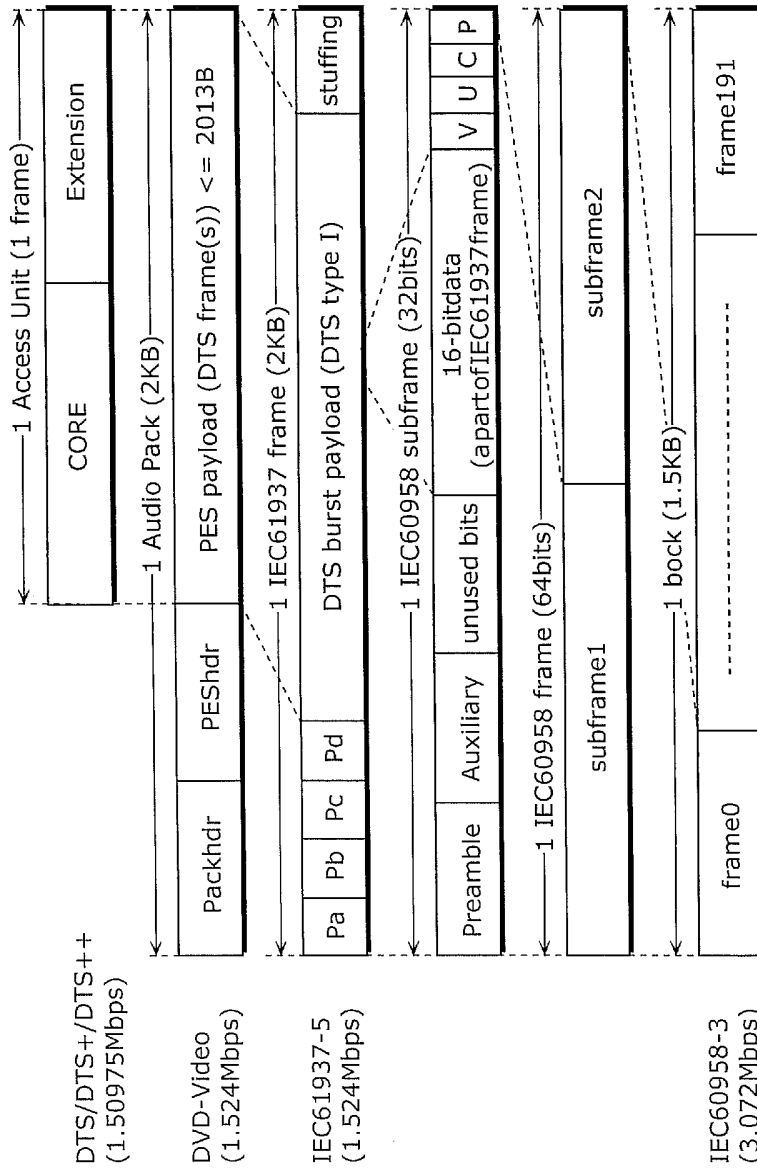 DTS/DTS+/DTS++
(1.50975Mbps)
1 Access Unit (1 frame)
CORE
Extension
DVD-Video
(1.524Mbps)
1 Audio Pack (2KB)
Packhdr
PEShdr
PES payload (DTS frame(s)) <= 2013B
IEC61937-5
(1.524Mbps)
1 IEC61937 frame (2KB)
Pa
Pb
Pc
Pd
DTS burst payload (DTS type I)
stuffing
1 IEC60958 subframe (32bits)
Preamble
Auxiliary
unused bits
16-bitdata
(apartofIEC61937frame)
V
U
C
P
1 IEC60958 frame (64bits)
subframe1
subframe2
1 bock (1.5KB)
IEC60958-3
(3.072Mbps)
frame0
frame191